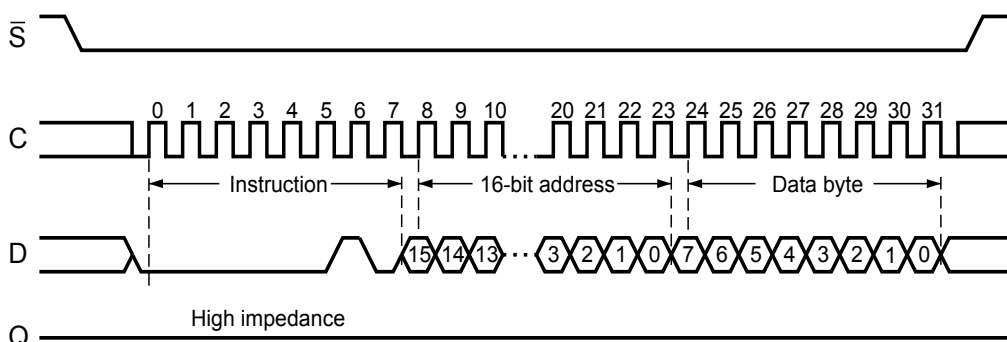 S̅
0 1 2 3 4 5 6 7 8 9 10 20 21 22 23 24 25 26 27 28 29 30 31
C
Instruction 16-bit address Data byte
D 15 14 13 3 2 1 0 7 6 5 4 3 2 1 0
High impedance
Q